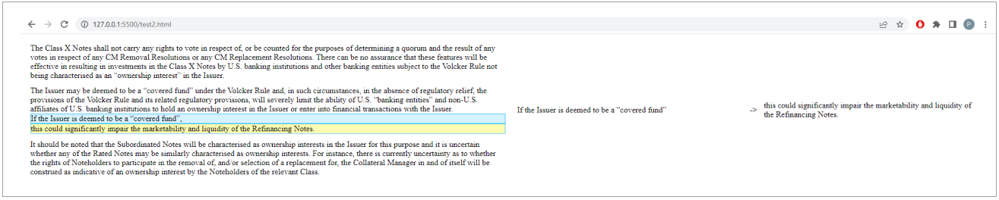 127.0.0.1:5500/test2.html
P
The Class X Notes shall not carry any rights to vote in respect of, or be counted for the purposes of determining a quorum and the result of any
votes in respect of any CM Removal Resolutions or any CM Replacement Resolutions. There can be no assurance that these features will be
effective in resulting in investments in the Class X Notes by U.S. banking institutions and other banking entities subject to the Volcker Rule not
being characterised as an “ownership interest” in the Issuer.
The Issuer may be deemed to be a “covered fund” under the Volcker Rule and, in such circumstances, in the absence of regulatory relief, the
provisions of the Volcker Rule and its related regulatory provisions, will severely limit the ability of U.S. “banking entities” and non-U.S.
affiliates of U.S. banking institutions to hold an ownership interest in the Issuer or enter into financial transactions with the Issuer.
If the Issuer is deemed to be a “covered fund”,
this could significantly impair the marketability and liquidity of the Refinancing Notes.
It should be noted that the Subordinated Notes will be characterised as ownership interests in the Issuer for this purpose and it is uncertain
whether any of the Rated Notes may be similarly characterised as ownership interests. For instance, there is currently uncertainty as to whether
the rights of Noteholders to participate in the removal of, and/or selection of a replacement for, the Collateral Manager in and of itself will be
construed as indicative of an ownership interest by the Noteholders of the relevant Class.
If the Issuer is deemed to be a “covered fund”
->
this could significantly impair the marketability and liquidity of
the Refinancing Notes.